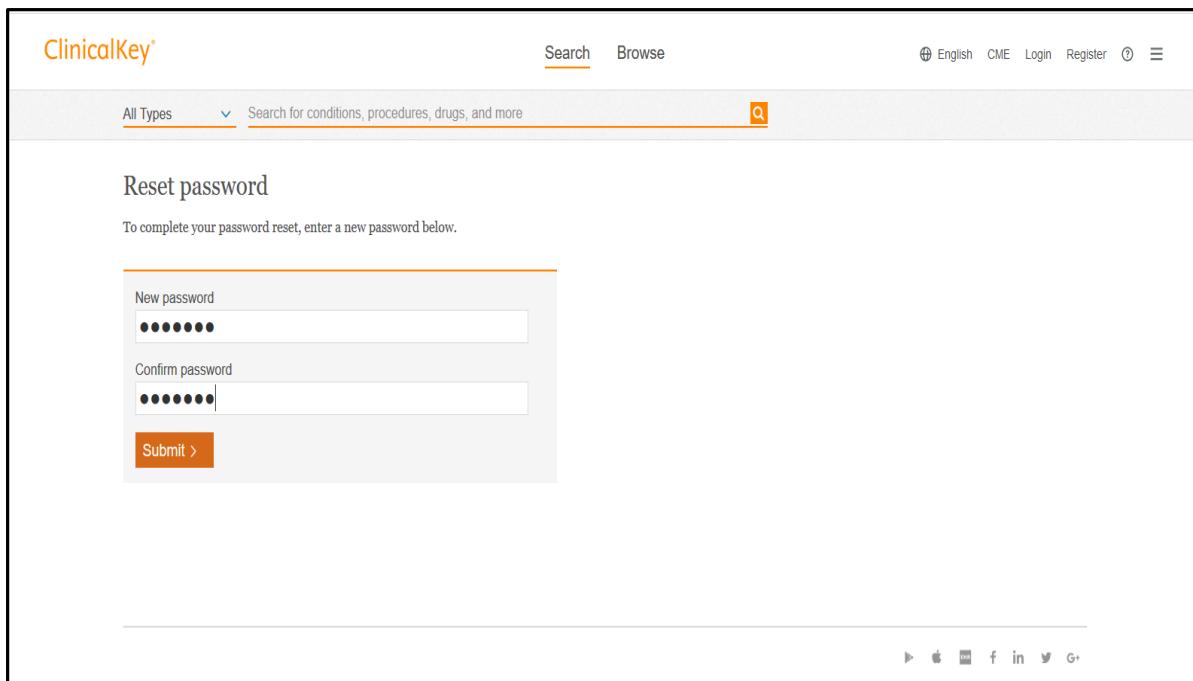 ClinicalKey®
Search Browse
English CME Login Register ?
All Types Search for conditions, procedures, drugs, and more
Reset password
To complete your password reset, enter a new password below.
New password
●●●●●●●
Confirm password
●●●●●●●
Submit >
f in G+